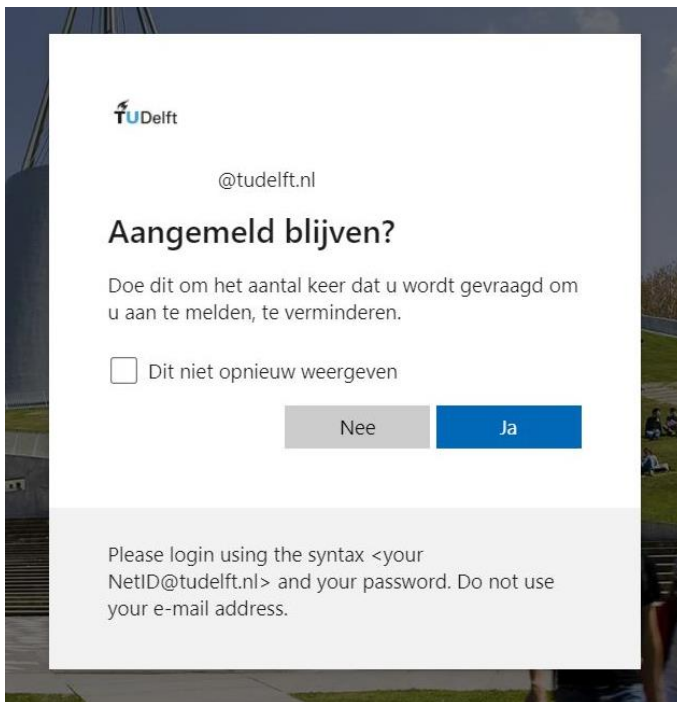 TUDelft
@tudelft.nl
Aangemeld blijven?
Doe dit om het aantal keer dat u wordt gevraagd om
u aan te melden, te verminderen.
Dit niet opnieuw weergeven
Nee
Ja
Please login using the syntax <your
NetID@tudelft.nl> and your password. Do not use
your e-mail address.